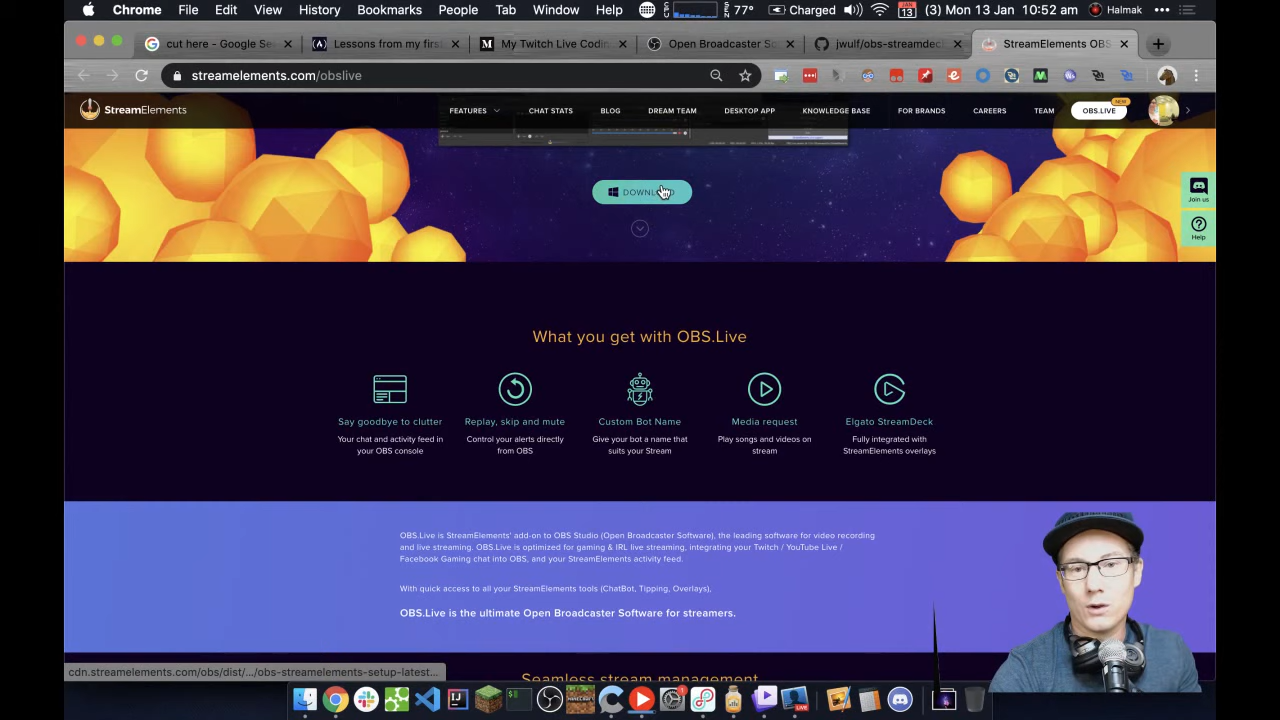 Chrome File Edit View History Bookmarks People Tab Window Help 77° Charged 13 (3) Mon 13 Jan 10:52 am Halmak
cut here - Google Se
Lessons from my first
My Twitch Live Codin
Open Broadcaster So
jwulf/obs-streamdeck
StreamElements OBS
streamelements.com/obslive
StreamElements
FEATURES CHAT STATS BLOG DREAM TEAM DESKTOP APP KNOWLEDGE BASE FOR BRANDS CAREERS TEAM OBS.LIVE
NEW
Join us
Help
What you get with OBS.Live
Say goodbye to clutter
Your chat and activity feed in
your OBS console
Replay, skip and mute
Control your alerts directly
from OBS
Custom Bot Name
Give your bot a name that
suits your Stream
Media request
Play songs and videos on
stream
Elgato StreamDeck
Fully integrated with
StreamElements overlays
OBS.Live is StreamElements' add-on to OBS Studio (Open Broadcaster Software), the leading software for video recording
and live streaming. OBS.Live is optimized for gaming & IRL live streaming, integrating your Twitch / YouTube Live /
Facebook Gaming chat into OBS, and your StreamElements activity feed.
With quick access to all your StreamElements tools (ChatBot, Tipping, Overlays),
OBS.Live is the ultimate Open Broadcaster Software for streamers.
cdn.streamelements.com/obs/dist/.../obs-streamelements-setup-latest...
Seamless stream management